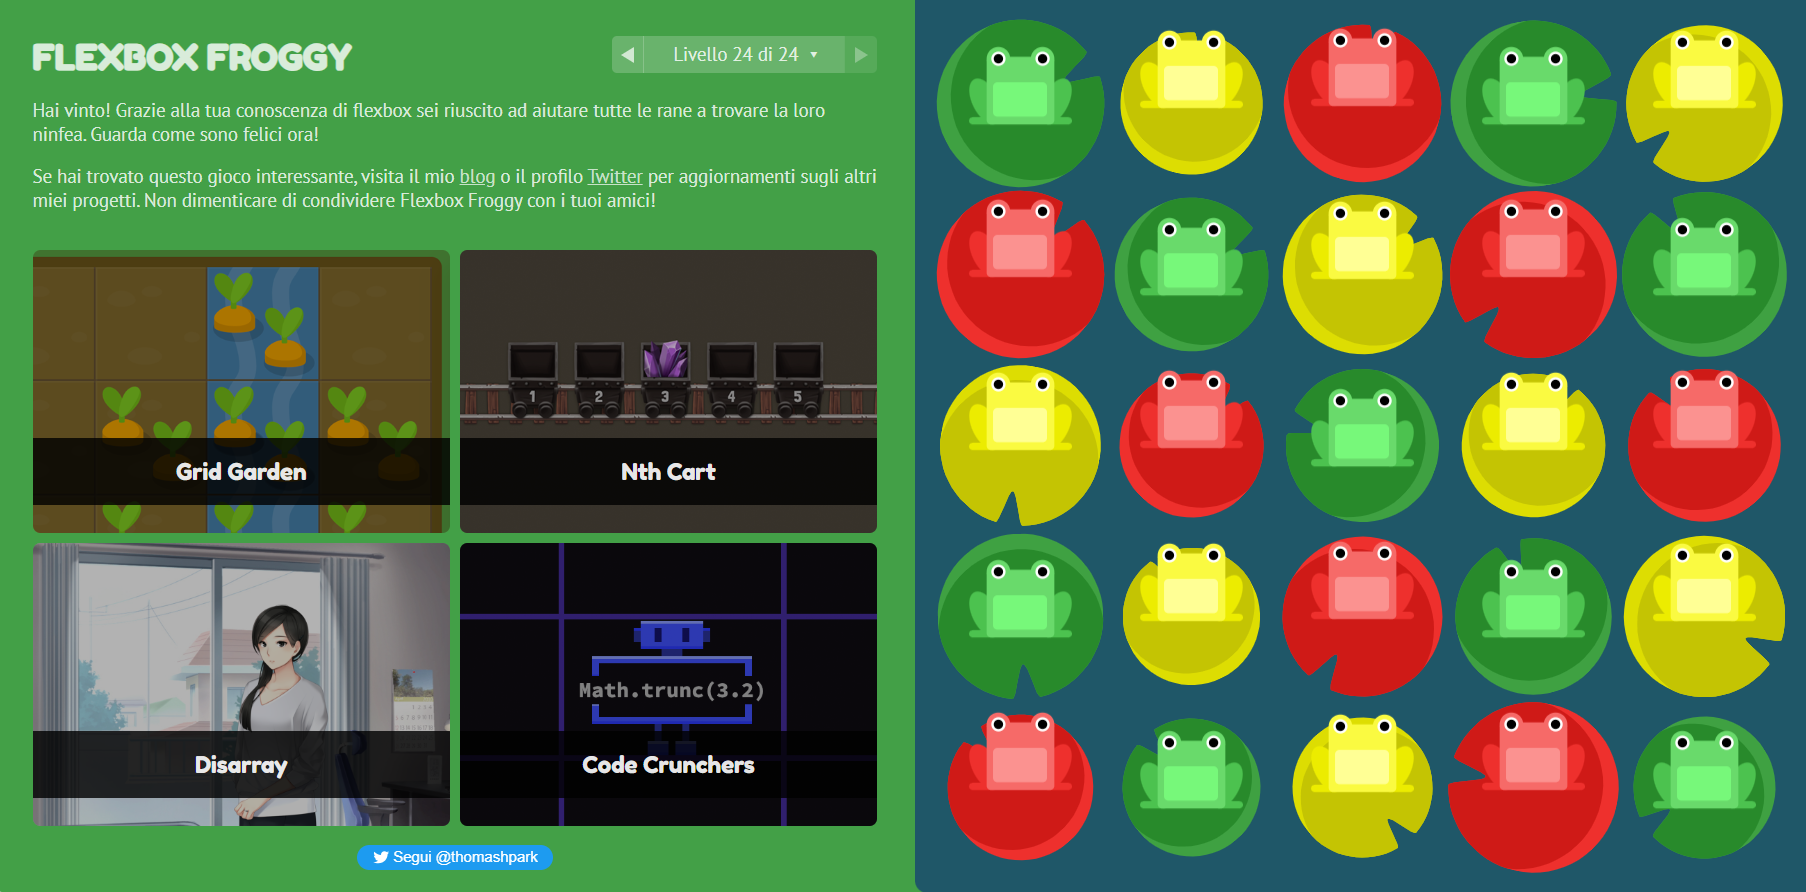 FLEXBOX FROGGY
Livello 24 di 24
Hai vinto! Grazie alla tua conoscenza di flexbox sei riuscito ad aiutare tutte le rane a trovare la loro
ninfea. Guarda come sono felici ora!
Se hai trovato questo gioco interessante, visita il mio blog o il profilo Twitter per aggiornamenti sugli altri
miei progetti. Non dimenticare di condividere Flexbox Froggy con i tuoi amici!
1 2 3 4 5
Grid Garden
Nth Cart
Math.trunc(3.2)
Disarray
Code Crunchers
Segui @thomashpark